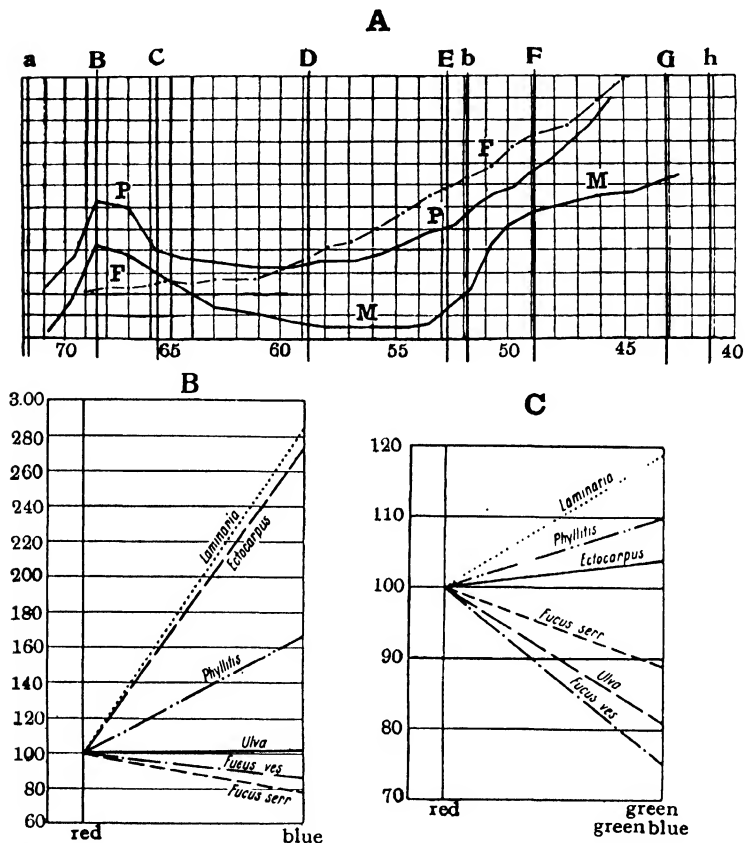 A
a B C D E b F G h
P
F
F
P
M
M
70 65 60 55 50 45 40
B
3.00
280
260
240
220
200
180
160
140
120
100
80
60
Laminaria
Ectocarpus
Phyllitis
Ulva
Fucus ves
Fucus serr
red blue
C
120
110
100
90
80
70
Laminaria
Phyllitis
Ectocarpus
Fucus serr
Ulva
Fucus ves
red green
green blue